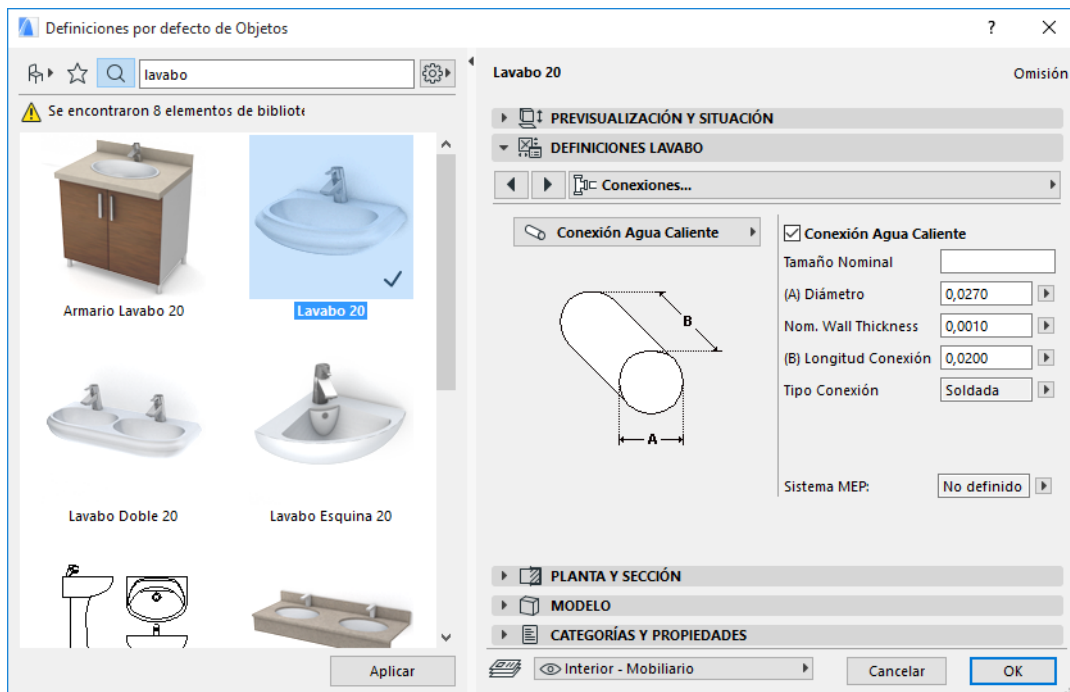 Definiciones por defecto de Objetos
?
lavabo
Se encontraron 8 elementos de bibliote
Armario Lavabo 20
Lavabo 20
Lavabo Doble 20
Lavabo Esquina 20
Aplicar
Lavabo 20
Omisión
PREVISUALIZACIÓN Y SITUACIÓN
DEFINICIONES LAVABO
Conexiones...
Conexión Agua Caliente
B
A
Conexión Agua Caliente
Tamaño Nominal
(A) Diámetro 0,0270
Nom. Wall Thickness 0,0010
(B) Longitud Conexión 0,0200
Tipo Conexión Soldada
Sistema MEP: No definido
PLANTA Y SECCIÓN
MODELO
CATEGORÍAS Y PROPIEDADES
Interior - Mobiliario
Cancelar
OK